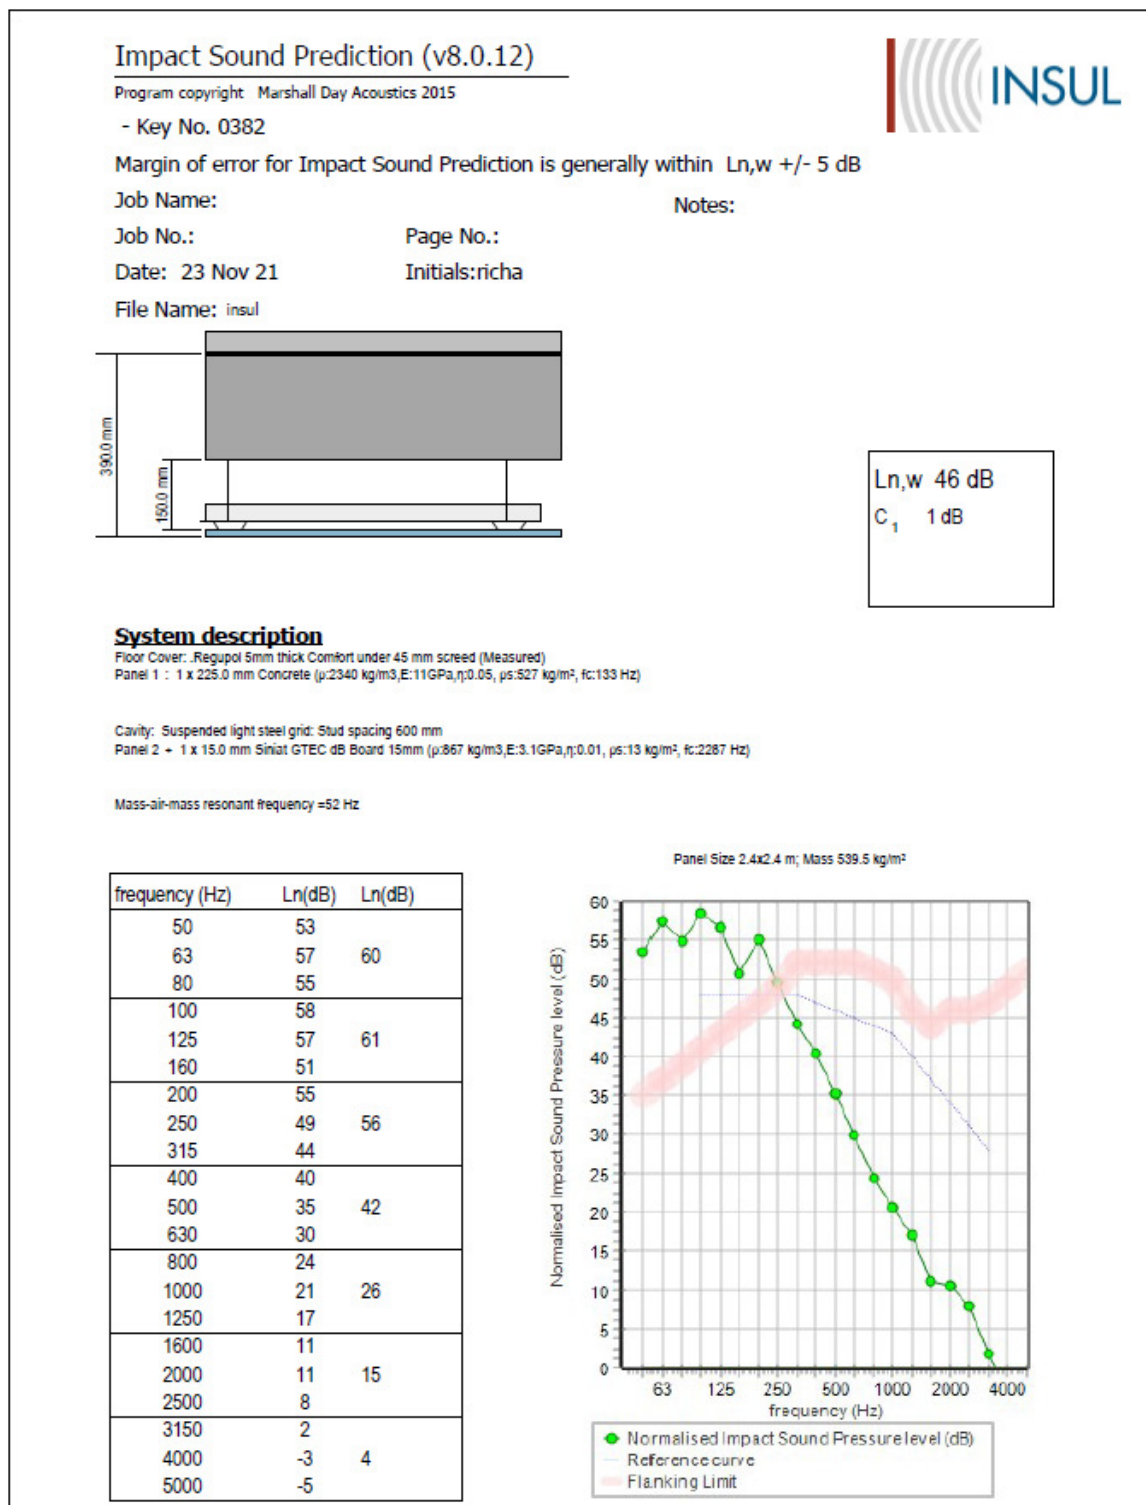 Impact Sound Prediction (v8.0.12)
INSUL
Program copyright Marshall Day Acoustics 2015
- Key No. 0382
Margin of error for Impact Sound Prediction is generally within Ln,w +/- 5 dB
Job Name:
Notes:
Job No.: Page No.:
Date: 23 Nov 21 Initials:richa
File Name: insul
390.0 mm
150.0 mm
Ln,w 46 dB
C1 1 dB
System description
Floor Cover: .Regupol 5mm thick Comfort under 45 mm screed (Measured)
Panel 1 : 1 x 225.0 mm Concrete (ρ:2340 kg/m3,E:11GPa,η:0.05, ρs:527 kg/m², fc:133 Hz)
Cavity: Suspended light steel grid: Stud spacing 600 mm
Panel 2 + 1 x 15.0 mm Siniat GTEC dB Board 15mm (ρ:867 kg/m3,E:3.1GPa,η:0.01, ρs:13 kg/m², fc:2287 Hz)
Mass-air-mass resonant frequency =52 Hz
frequency (Hz) Ln(dB) Ln(dB)
50 53
63 57 60
80 55
100 58
125 57 61
160 51
200 55
250 49 56
315 44
400 40
500 35 42
630 30
800 24
1000 21 26
1250 17
1600 11
2000 11 15
2500 8
3150 2
4000 -3 4
5000 -5
Panel Size 2.4x2.4 m; Mass 539.5 kg/m²
Normalised Impact Sound Pressure level (dB)
60
55
50
45
40
35
30
25
20
15
10
5
0
63 125 250 500 1000 2000 4000
frequency (Hz)
Normalised Impact Sound Pressure level (dB)
Reference curve
Flanking Limit